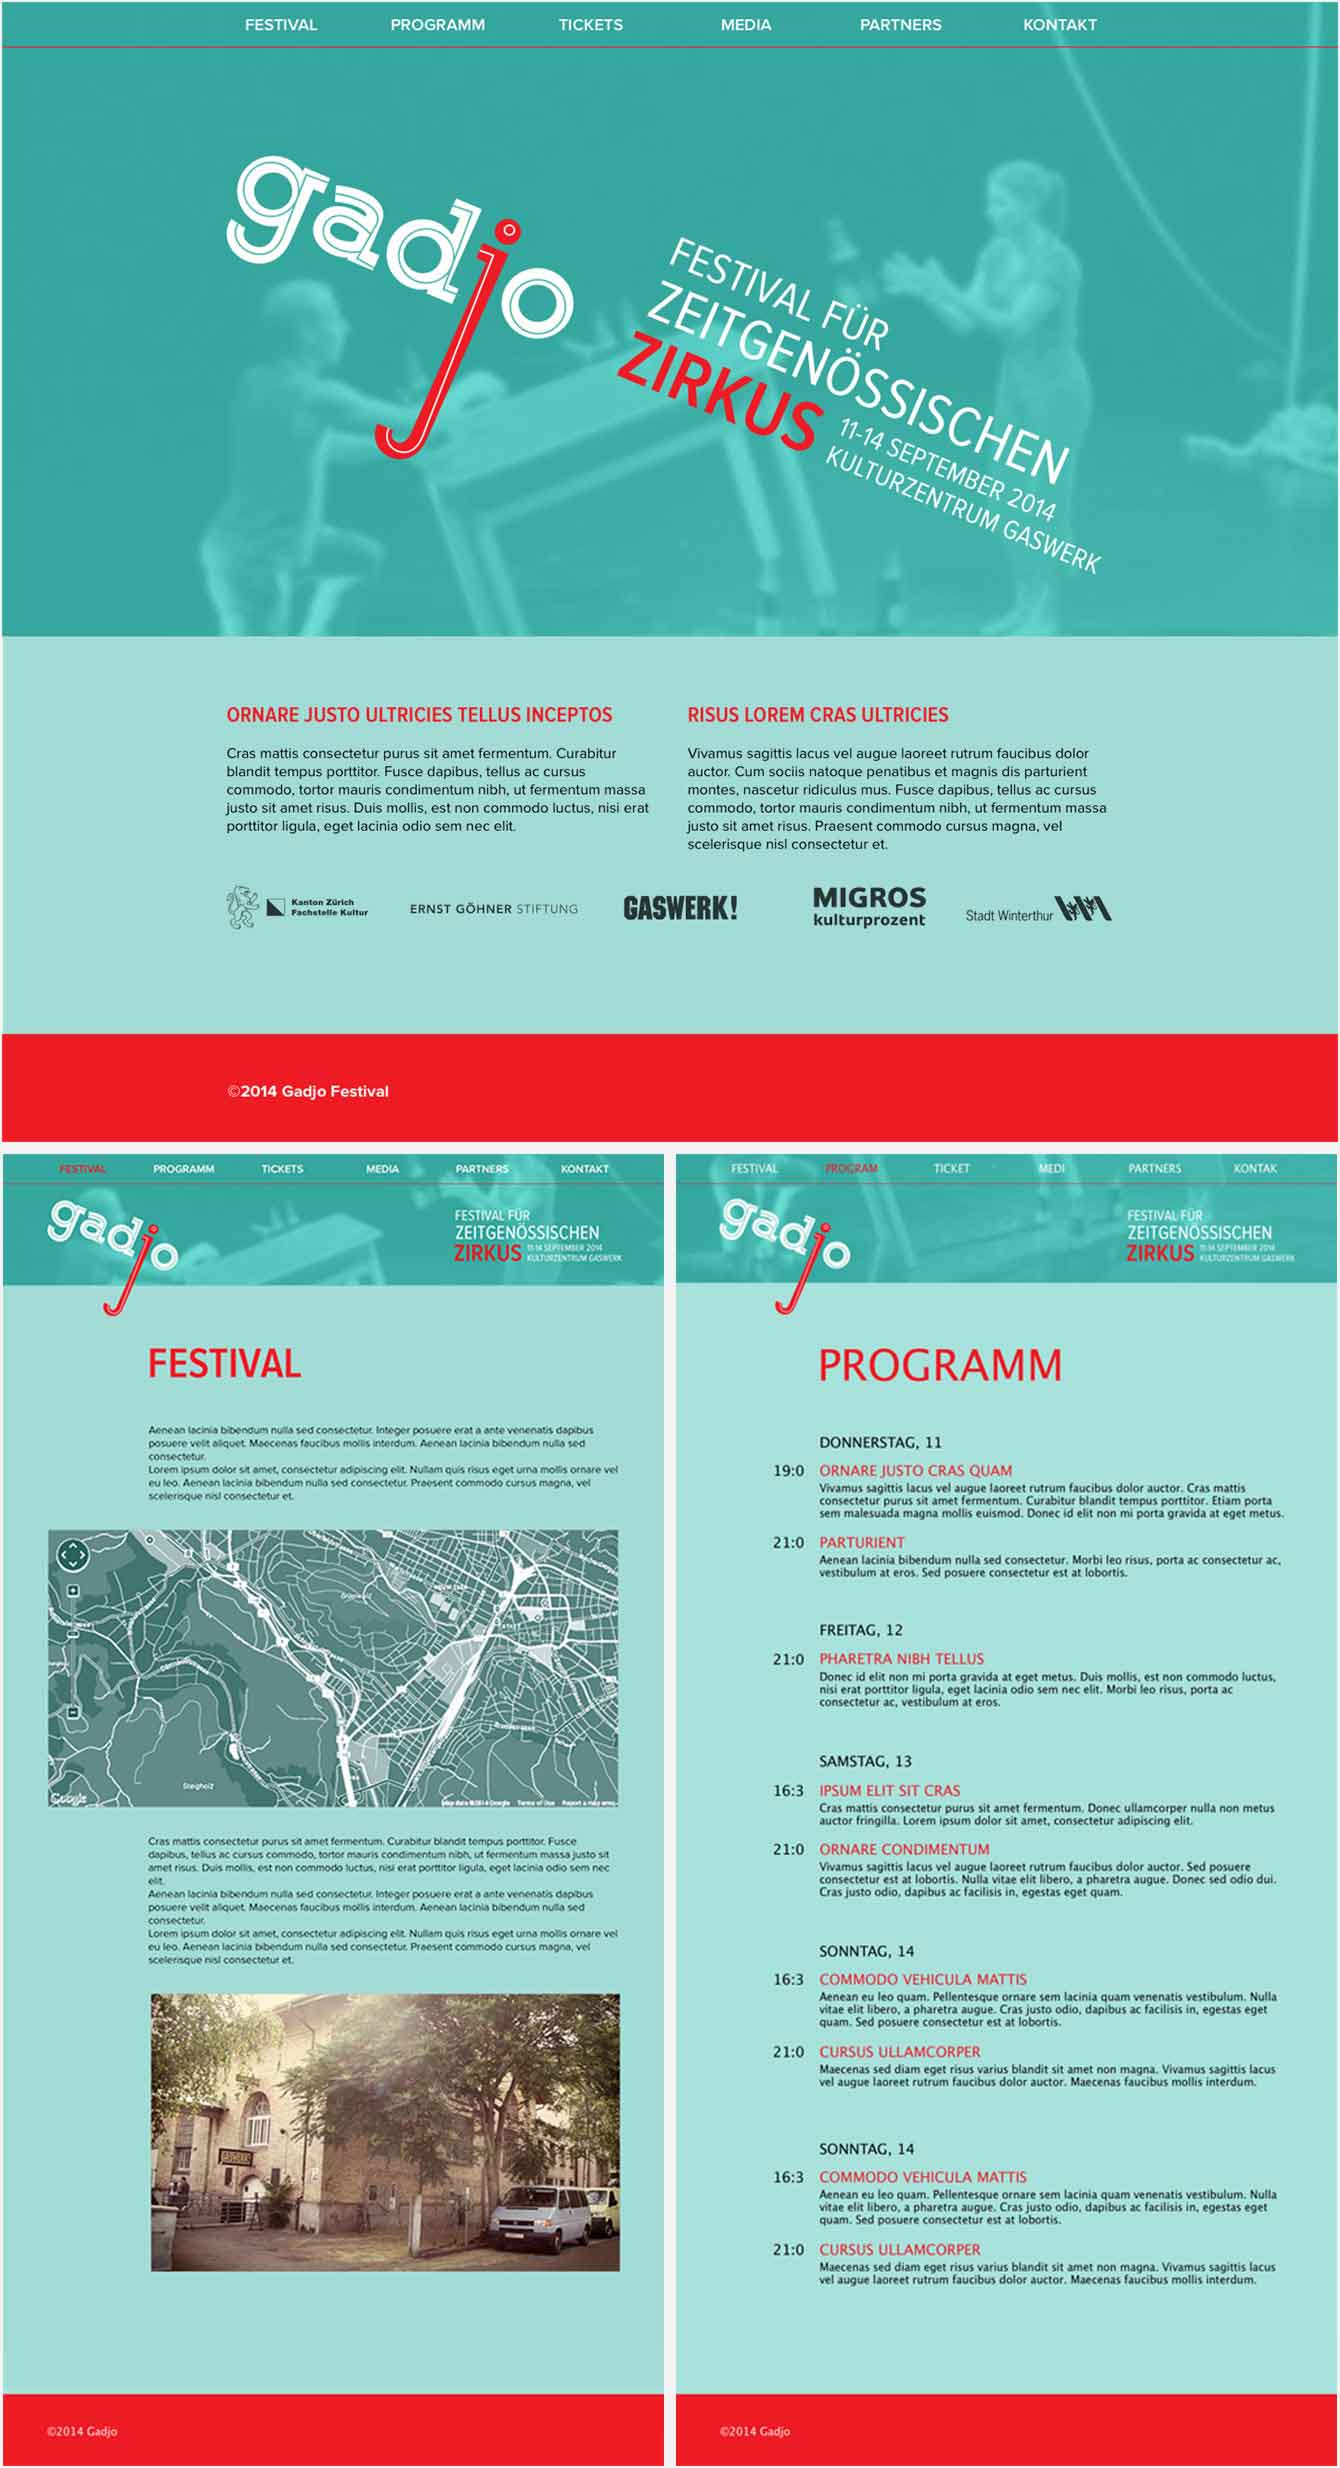 FESTIVAL PROGRAMM TICKETS MEDIA PARTNERS KONTAKT
gadjo
FESTIVAL FÜR
ZEITGENÖSSISCHEN
ZIRKUS
11-14 SEPTEMBER 2014
KULTURZENTRUM GASWERK
ORNARE JUSTO ULTRICIES TELLUS INCEPTOS
Cras mattis consectetur purus sit amet fermentum. Curabitur
blandit tempus porttitor. Fusce dapibus, tellus ac cursus
commodo, tortor mauris condimentum nibh, ut fermentum massa
justo sit amet risus. Duis mollis, est non commodo luctus, nisi erat
porttitor ligula, eget lacinia odio sem nec elit.
RISUS LOREM CRAS ULTRICIES
Vivamus sagittis lacus vel augue laoreet rutrum faucibus dolor
auctor. Cum sociis natoque penatibus et magnis dis parturient
montes, nascetur ridiculus mus. Fusce dapibus, tellus ac cursus
commodo, tortor mauris condimentum nibh, ut fermentum massa
justo sit amet risus. Praesent commodo cursus magna, vel
scelerisque nisl consectetur et.
Kanton Zürich
Fachstelle Kultur
ERNST GÖHNER STIFTUNG
GASWERK!
MIGROS
kulturprozent
Stadt Winterthur
©2014 Gadjo Festival
FESTIVAL PROGRAMM TICKETS MEDIA PARTNERS KONTAKT
gadjo
FESTIVAL FÜR
ZEITGENÖSSISCHEN
ZIRKUS 11-14 SEPTEMBER 2014
KULTURZENTRUM GASWERK
FESTIVAL
Aenean lacinia bibendum nulla sed consectetur. Integer posuere erat a ante venenatis dapibus
posuere velit aliquet. Maecenas faucibus mollis interdum. Aenean lacinia bibendum nulla sed
consectetur.
Lorem ipsum dolor sit amet, consectetur adipiscing elit. Nullam quis risus eget urna mollis ornare vel
eu leo. Aenean lacinia bibendum nulla sed consectetur. Praesent commodo cursus magna, vel
scelerisque nisl consectetur et.
Steigholz
Google
Map data ©2014 Google Terms of Use Report a map error
Cras mattis consectetur purus sit amet fermentum. Curabitur blandit tempus porttitor. Fusce
dapibus, tellus ac cursus commodo, tortor mauris condimentum nibh, ut fermentum massa justo sit
amet risus. Duis mollis, est non commodo luctus, nisi erat porttitor ligula, eget lacinia odio sem nec
elit.
Aenean lacinia bibendum nulla sed consectetur. Integer posuere erat a ante venenatis dapibus
posuere velit aliquet. Maecenas faucibus mollis interdum. Aenean lacinia bibendum nulla sed
consectetur.
Lorem ipsum dolor sit amet, consectetur adipiscing elit. Nullam quis risus eget urna mollis ornare vel
eu leo. Aenean lacinia bibendum nulla sed consectetur. Praesent commodo cursus magna, vel
scelerisque nisl consectetur et.
©2014 Gadjo
FESTIVAL PROGRAM TICKET MEDI PARTNERS KONTAK
gadjo
FESTIVAL FÜR
ZEITGENÖSSISCHEN
ZIRKUS 11-14 SEPTEMBER 2014
KULTURZENTRUM GASWERK
PROGRAMM
DONNERSTAG, 11
19:0 ORNARE JUSTO CRAS QUAM
Vivamus sagittis lacus vel augue laoreet rutrum faucibus dolor auctor. Cras mattis
consectetur purus sit amet fermentum. Curabitur blandit tempus porttitor. Etiam porta
sem malesuada magna mollis euismod. Donec id elit non mi porta gravida at eget metus.
21:0 PARTURIENT
Aenean lacinia bibendum nulla sed consectetur. Morbi leo risus, porta ac consectetur ac,
vestibulum at eros. Sed posuere consectetur est at lobortis.
FREITAG, 12
21:0 PHARETRA NIBH TELLUS
Donec id elit non mi porta gravida at eget metus. Duis mollis, est non commodo luctus,
nisi erat porttitor ligula, eget lacinia odio sem nec elit. Morbi leo risus, porta ac
consectetur ac, vestibulum at eros.
SAMSTAG, 13
16:3 IPSUM ELIT SIT CRAS
Cras mattis consectetur purus sit amet fermentum. Donec ullamcorper nulla non metus
auctor fringilla. Lorem ipsum dolor sit amet, consectetur adipiscing elit.
21:0 ORNARE CONDIMENTUM
Vivamus sagittis lacus vel augue laoreet rutrum faucibus dolor auctor. Sed posuere
consectetur est at lobortis. Nulla vitae elit libero, a pharetra augue. Donec sed odio dui.
Cras justo odio, dapibus ac facilisis in, egestas eget quam.
SONNTAG, 14
16:3 COMMODO VEHICULA MATTIS
Aenean eu leo quam. Pellentesque ornare sem lacinia quam venenatis vestibulum. Nulla
vitae elit libero, a pharetra augue. Cras justo odio, dapibus ac facilisis in, egestas eget
quam. Sed posuere consectetur est at lobortis.
21:0 CURSUS ULLAMCORPER
Maecenas sed diam eget risus varius blandit sit amet non magna. Vivamus sagittis lacus
vel augue laoreet rutrum faucibus dolor auctor. Maecenas faucibus mollis interdum.
SONNTAG, 14
16:3 COMMODO VEHICULA MATTIS
Aenean eu leo quam. Pellentesque ornare sem lacinia quam venenatis vestibulum. Nulla
vitae elit libero, a pharetra augue. Cras justo odio, dapibus ac facilisis in, egestas eget
quam. Sed posuere consectetur est at lobortis.
21:0 CURSUS ULLAMCORPER
Maecenas sed diam eget risus varius blandit sit amet non magna. Vivamus sagittis lacus
vel augue laoreet rutrum faucibus dolor auctor. Maecenas faucibus mollis interdum.
©2014 Gadjo